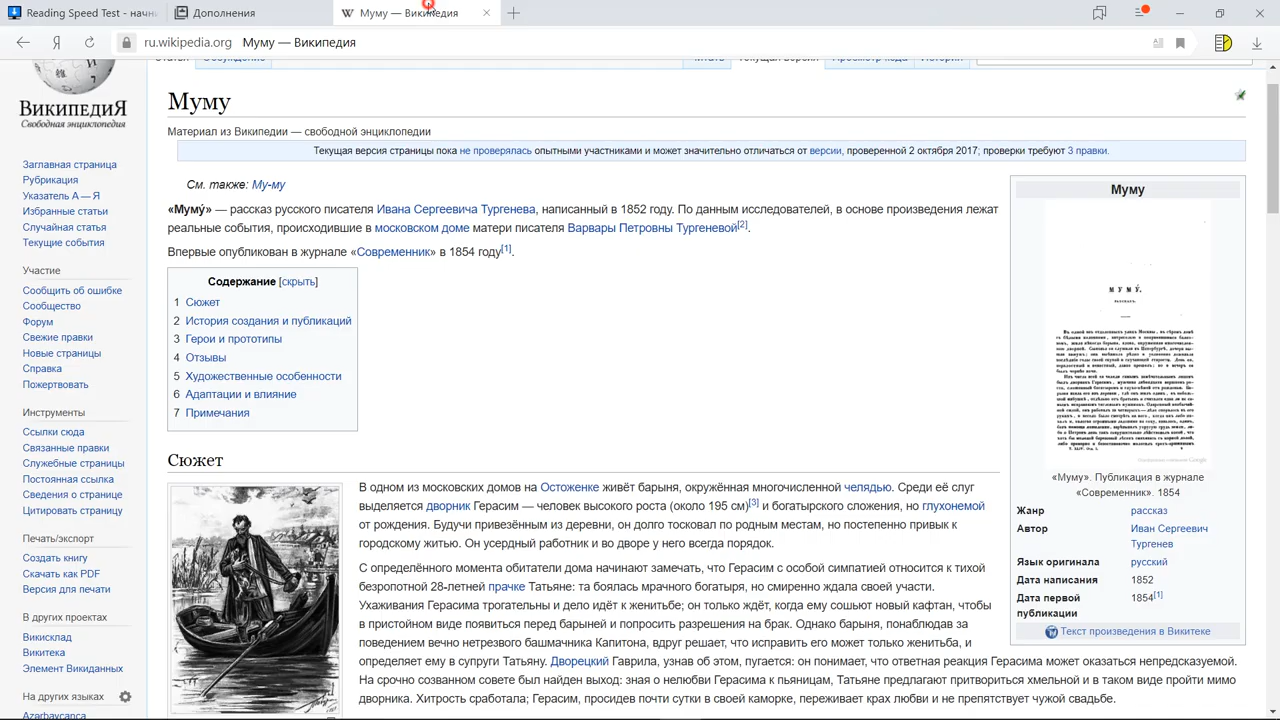 Reading Speed Test - начн
Дополнения
Муму — Википедия
ru.wikipedia.org Муму — Википедия
Читать Текущая версия
ВИКИПЕДИЯ
Свободная энциклопедия
Заглавная страница
Рубрикация
Указатель А — Я
Избранные статьи
Случайная статья
Текущие события
Участие
Сообщить об ошибке
Сообщество
Форум
Свежие правки
Новые страницы
Справка
Пожертвовать
Инструменты
Ссылки сюда
Связанные правки
Служебные страницы
Постоянная ссылка
Сведения о странице
Цитировать страницу
Печать/экспорт
Создать книгу
Скачать как PDF
Версия для печати
В других проектах
Викисклад
Викитека
Элемент Викиданных
На других языках
Azərbaycanca
Муму
Материал из Википедии — свободной энциклопедии
Текущая версия страницы пока не проверялась опытными участниками и может значительно отличаться от версии, проверенной 2 октября 2017; проверки требуют 3 правки.
См. также: Му-му
«Муму́» — рассказ русского писателя Ивана Сергеевича Тургенева, написанный в 1852 году. По данным исследователей, в основе произведения лежат
реальные события, происходившие в московском доме матери писателя Варвары Петровны Тургеневой[2].
Впервые опубликован в журнале «Современник» в 1854 году[1].
Содержание [скрыть]
1 Сюжет
2 История создания и публикаций
3 Герои и прототипы
4 Отзывы
5 Художественные особенности
6 Адаптации и влияние
7 Примечания
Сюжет
В одном из московских домов на Остоженке живёт барыня, окружённая многочисленной челядью. Среди её слуг
выделяется дворник Герасим — человек высокого роста (около 195 см)[3] и богатырского сложения, но глухонемой
от рождения. Будучи привезённым из деревни, он долго тосковал по родным местам, но постепенно привык к
городскому житью. Он усердный работник и во дворе у него всегда порядок.
С определённого момента обитатели дома начинают замечать, что Герасим с особой симпатией относится к тихой
безропотной 28-летней прачке Татьяне: та боялась мрачного богатыря, но смиренно ждала своей участи.
Ухаживания Герасима трогательны и дело идёт к женитьбе; он только ждёт, когда ему сошьют новый кафтан, чтобы
в пристойном виде появиться перед барыней и попросить разрешения на брак. Однако барыня, понаблюдав за
поведением вечно нетрезвого башмачника Капитона, вдруг решает, что исправить его может только женитьба, и
определяет ему в супруги Татьяну. Дворецкий Гаврила, узнав об этом, пугается: он понимает, что ответная реакция Герасима может оказаться непредсказуемой.
На срочно созванном совете был найден выход: зная о нелюбви Герасима к пьяницам, Татьяне предлагают притвориться хмельной и в таком виде пройти мимо
дворника. Хитрость сработала: Герасим, проведя почти сутки в своей каморке, переживает крах любви и не препятствует чужой свадьбе.
Муму
М У М У́.
РАССКАЗЪ.
«Муму». Публикация в журнале
«Современник». 1854
Жанр рассказ
Автор Иван Сергеевич
Тургенев
Язык оригинала русский
Дата написания 1852
Дата первой 1854[1]
публикации
Текст произведения в Викитеке